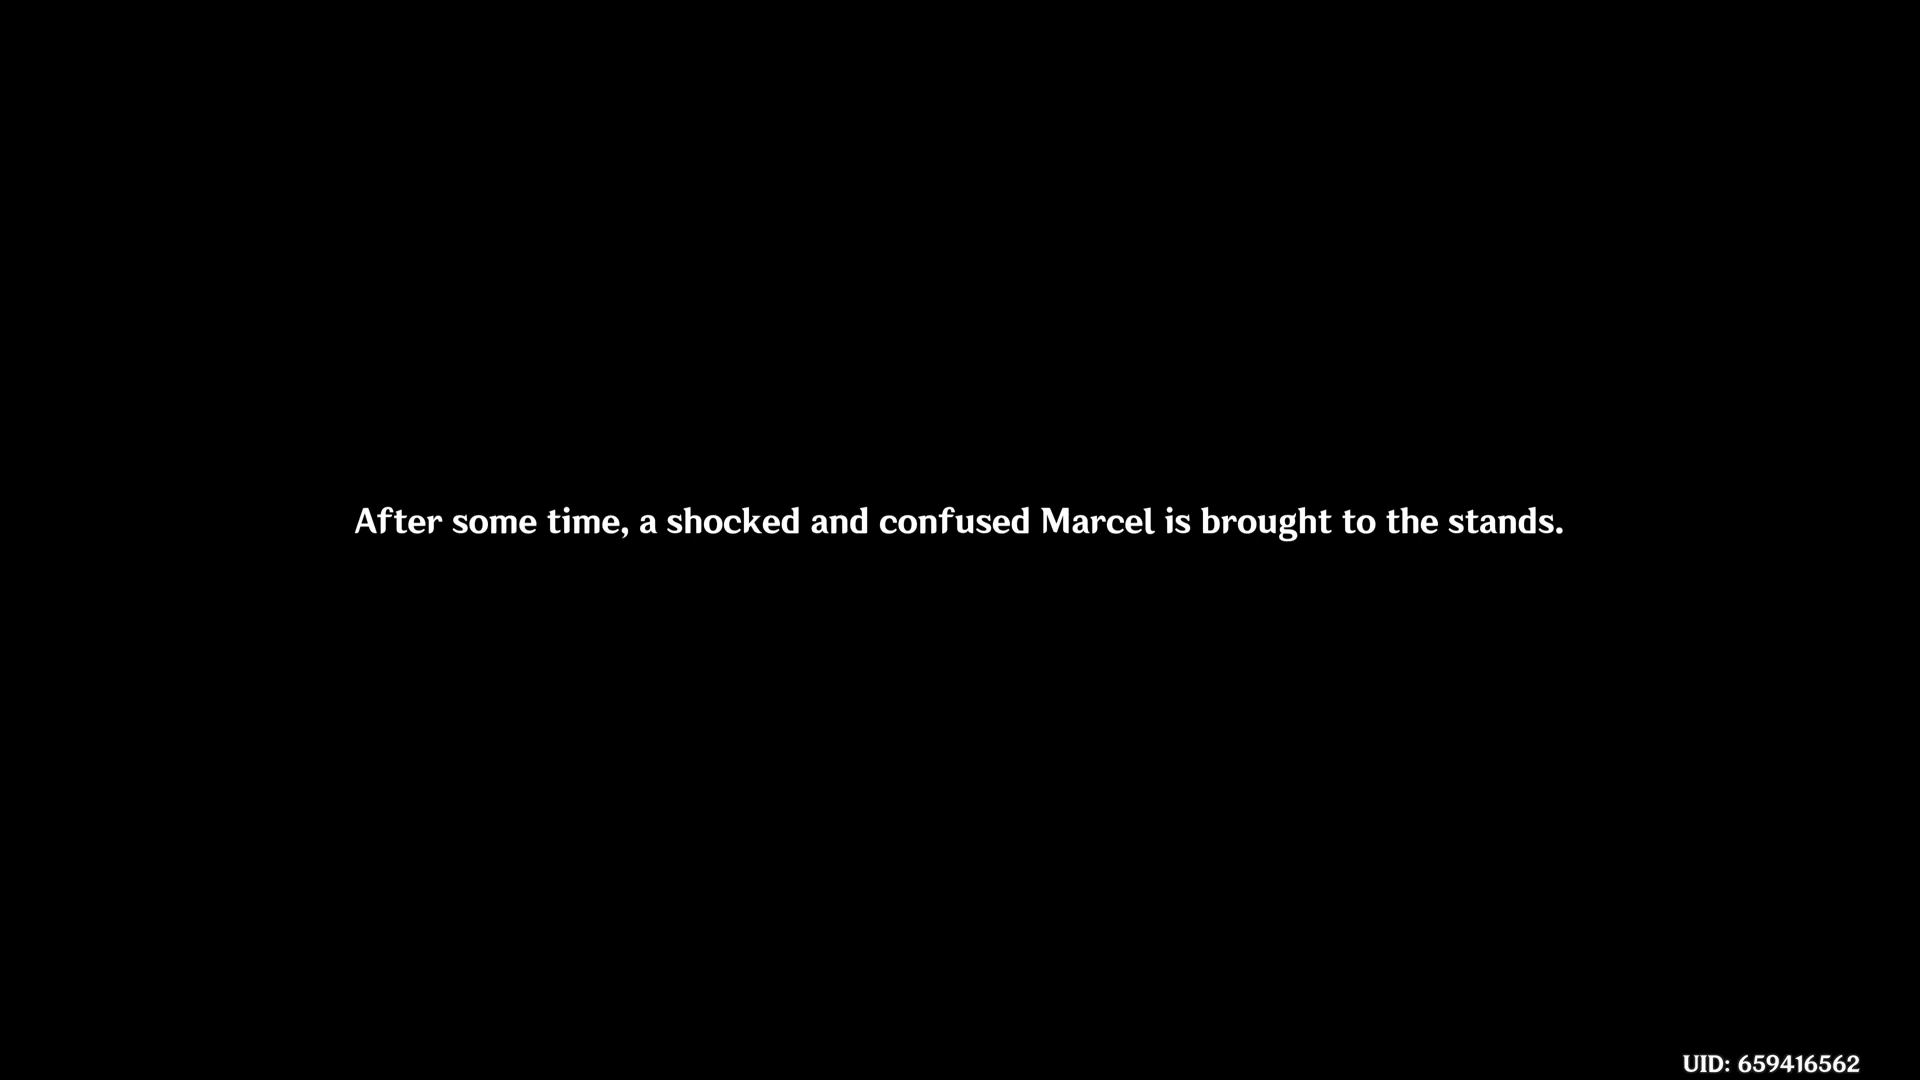 After some time, a shocked and confused Marcel is brought to the stands.
UID: 659416562